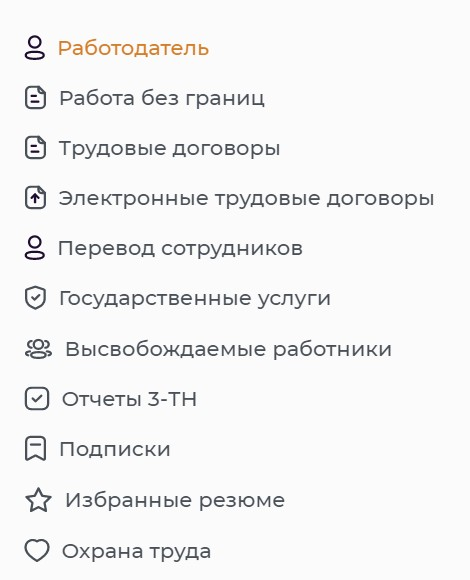 Работодатель
Работа без границ
Трудовые договоры
Электронные трудовые договоры
Перевод сотрудников
Государственные услуги
Высвобождаемые работники
Отчеты 3-ТН
Подписки
Избранные резюме
Охрана труда